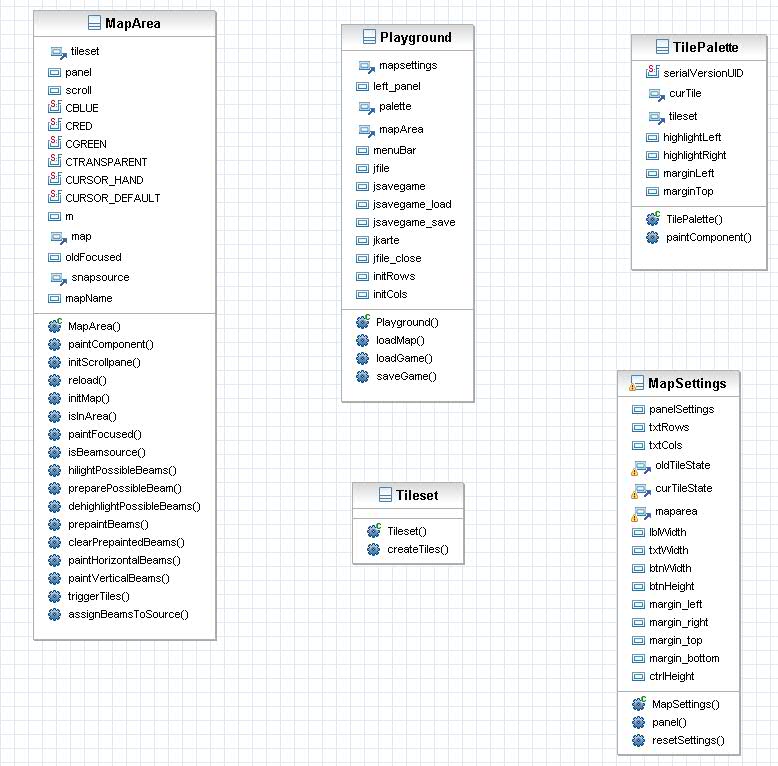 MapArea
tileset
panel
scroll
CBLUE
CRED
CGREEN
CTRANSPARENT
CURSOR_HAND
CURSOR_DEFAULT
m
map
oldFocused
snapsource
mapName
MapArea()
paintComponent()
initScrollpane()
reload()
initMap()
isInArea()
paintFocused()
isBeamsource()
hilightPossibleBeams()
preparePossibleBeam()
dehighlightPossibleBeams()
prepaintBeams()
clearPrepaintedBeams()
paintHorizontalBeams()
paintVerticalBeams()
triggerTiles()
assignBeamsToSource()
Playground
mapsettings
left_panel
palette
mapArea
menuBar
jfile
jsavegame
jsavegame_load
jsavegame_save
jkarte
jfile_close
initRows
initCols
Playground()
loadMap()
loadGame()
saveGame()
Tileset
Tileset()
createTiles()
TilePalette
serialVersionUID
curTile
tileset
highlightLeft
highlightRight
marginLeft
marginTop
TilePalette()
paintComponent()
MapSettings
panelSettings
txtRows
txtCols
oldTileState
curTileState
maparea
lblWidth
txtWidth
btnWidth
btnHeight
margin_left
margin_right
margin_top
margin_bottom
ctrlHeight
MapSettings()
panel()
resetSettings()